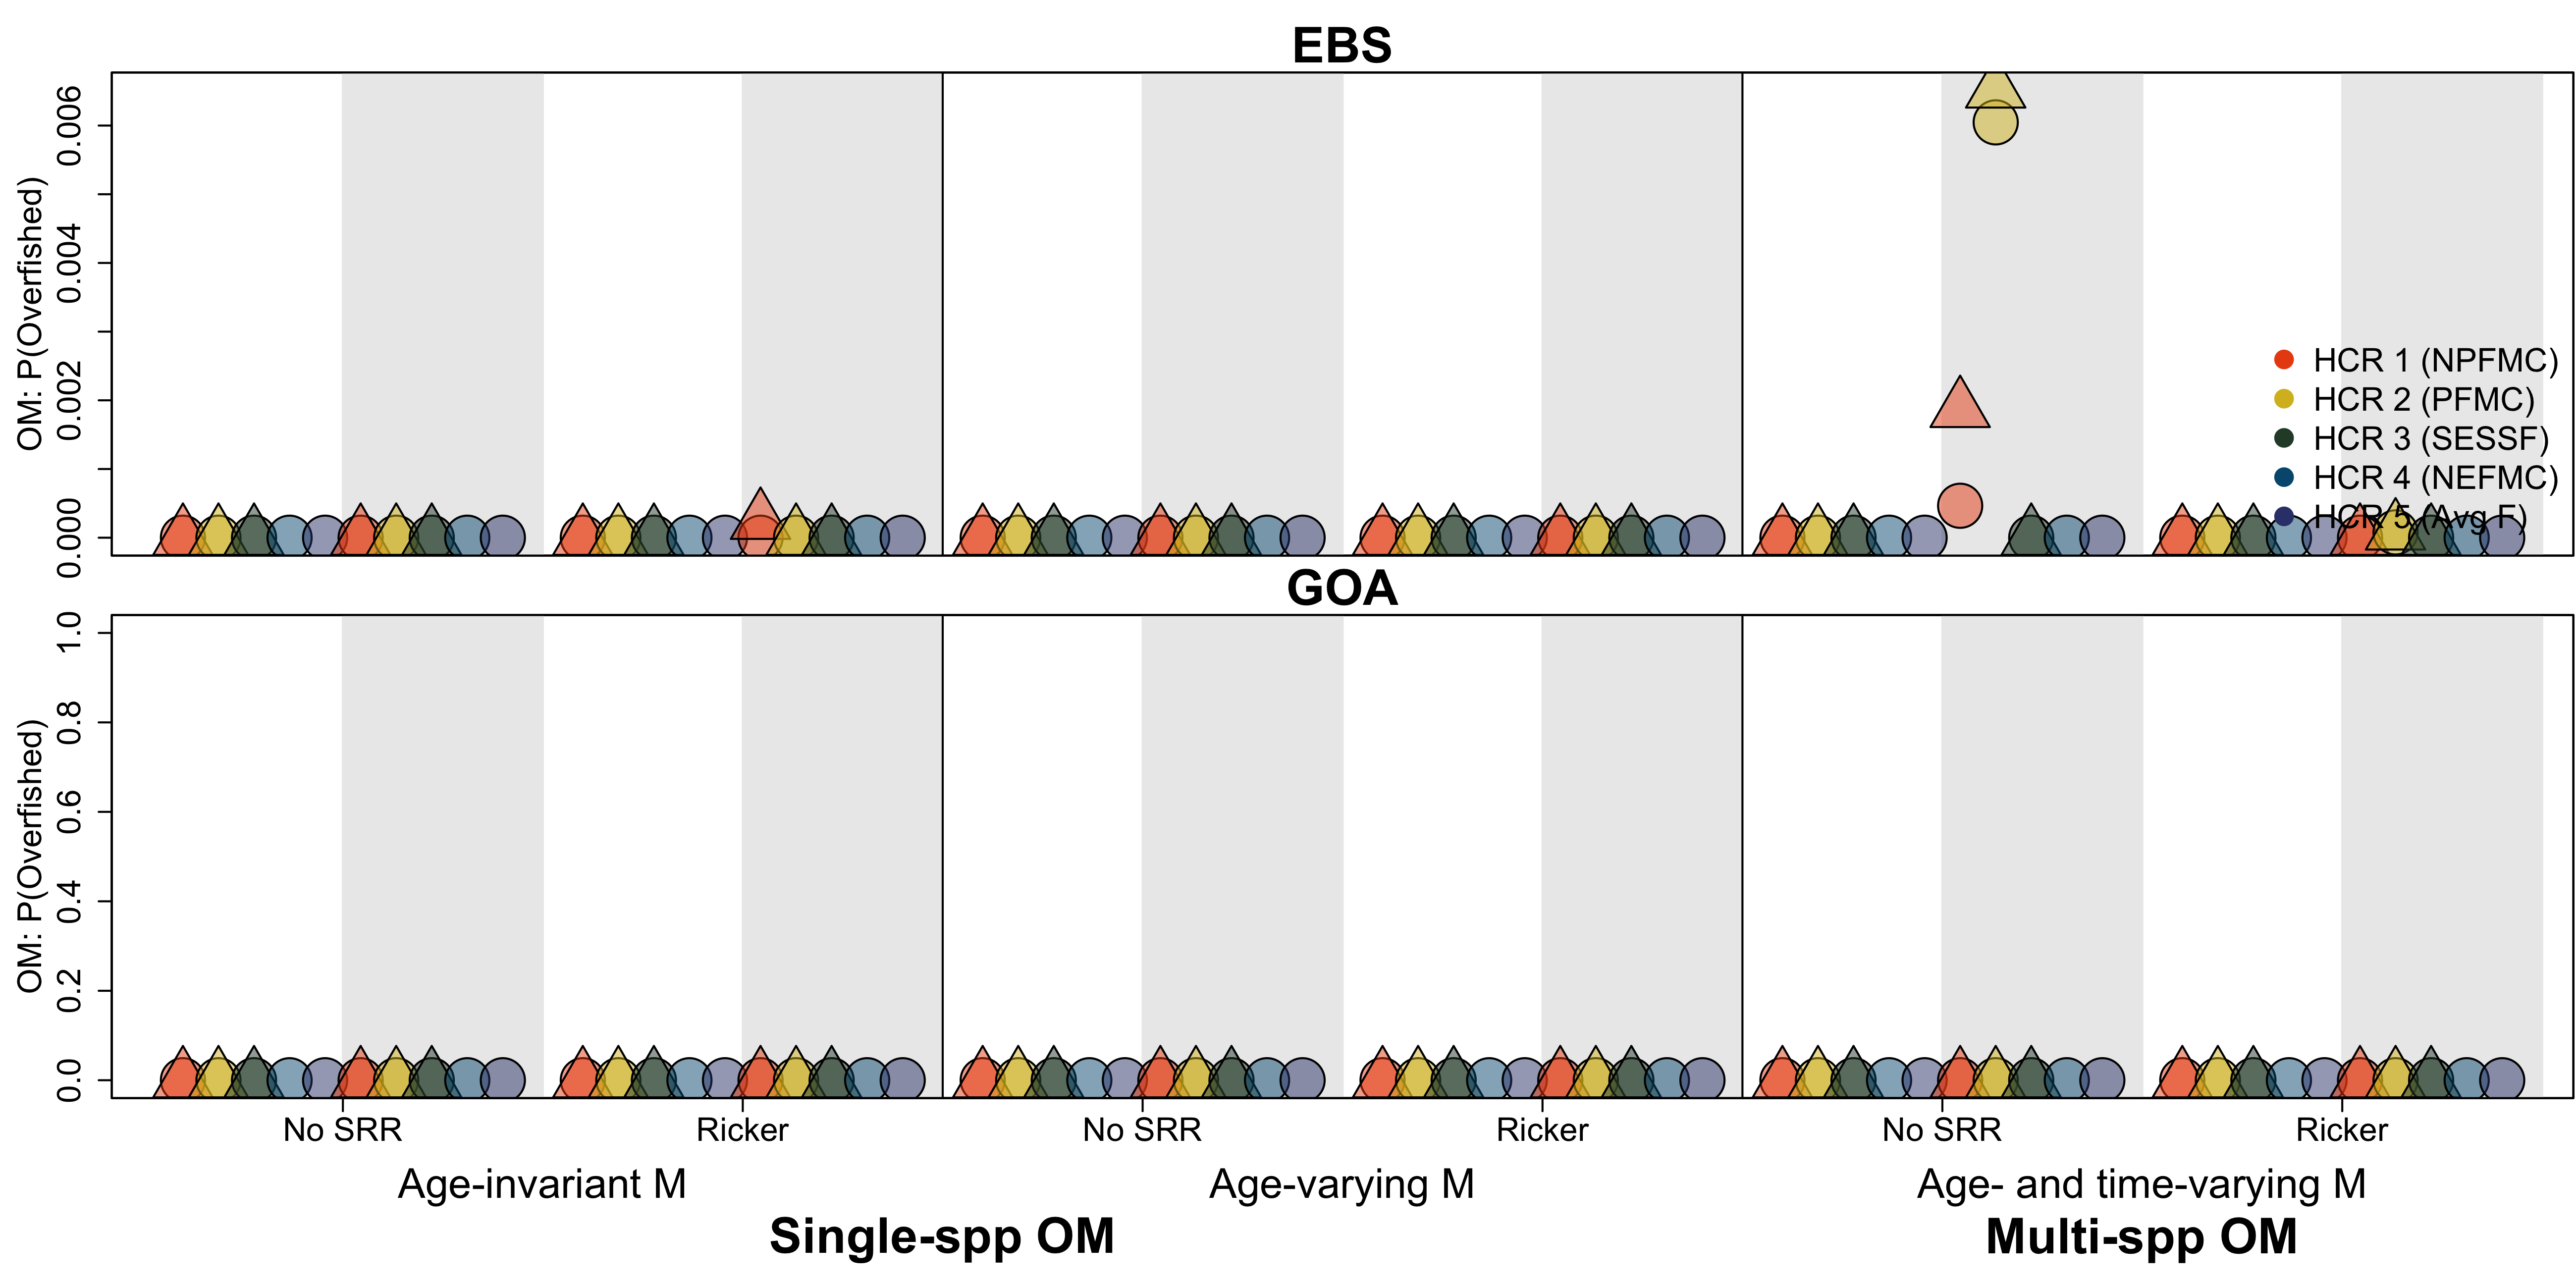 EBS
OM: P(Overfished)
0.006
0.004
0.002
0.000
HCR 1 (NPFMC)
HCR 2 (PFMC)
HCR 3 (SESSF)
HCR 4 (NEFMC)
HCR 5 (Avg F)
GOA
OM: P(Overfished)
1.0
0.8
0.6
0.4
0.2
0.0
No SRR Ricker No SRR Ricker No SRR Ricker
Age-invariant M Age-varying M Age- and time-varying M
Single-spp OM Multi-spp OM